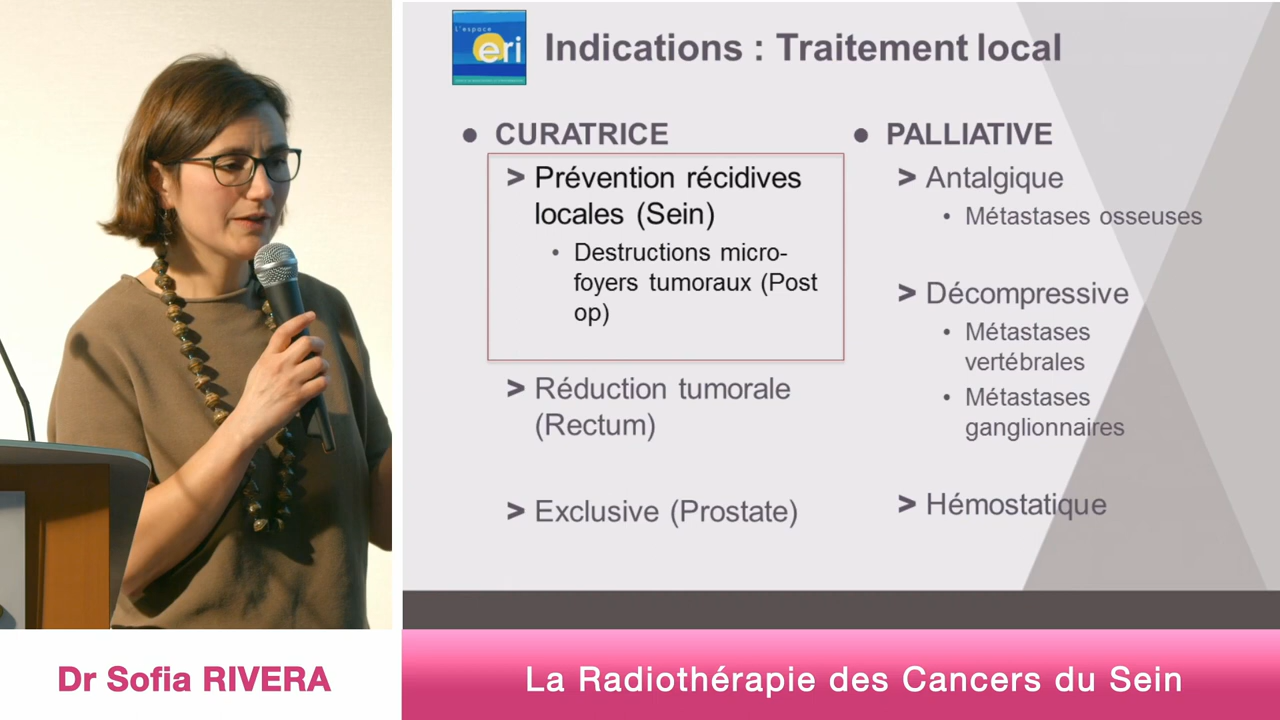 L'espace
eri
Indications : Traitement local
● CURATRICE
> Prévention récidives
locales (Sein)
• Destructions micro-
foyers tumoraux (Post
op)
> Réduction tumorale
(Rectum)
> Exclusive (Prostate)
● PALLIATIVE
> Antalgique
• Métastases osseuses
> Décompressive
• Métastases
vertébrales
• Métastases
ganglionnaires
> Hémostatique
Dr Sofia RIVERA
La Radiothérapie des Cancers du Sein